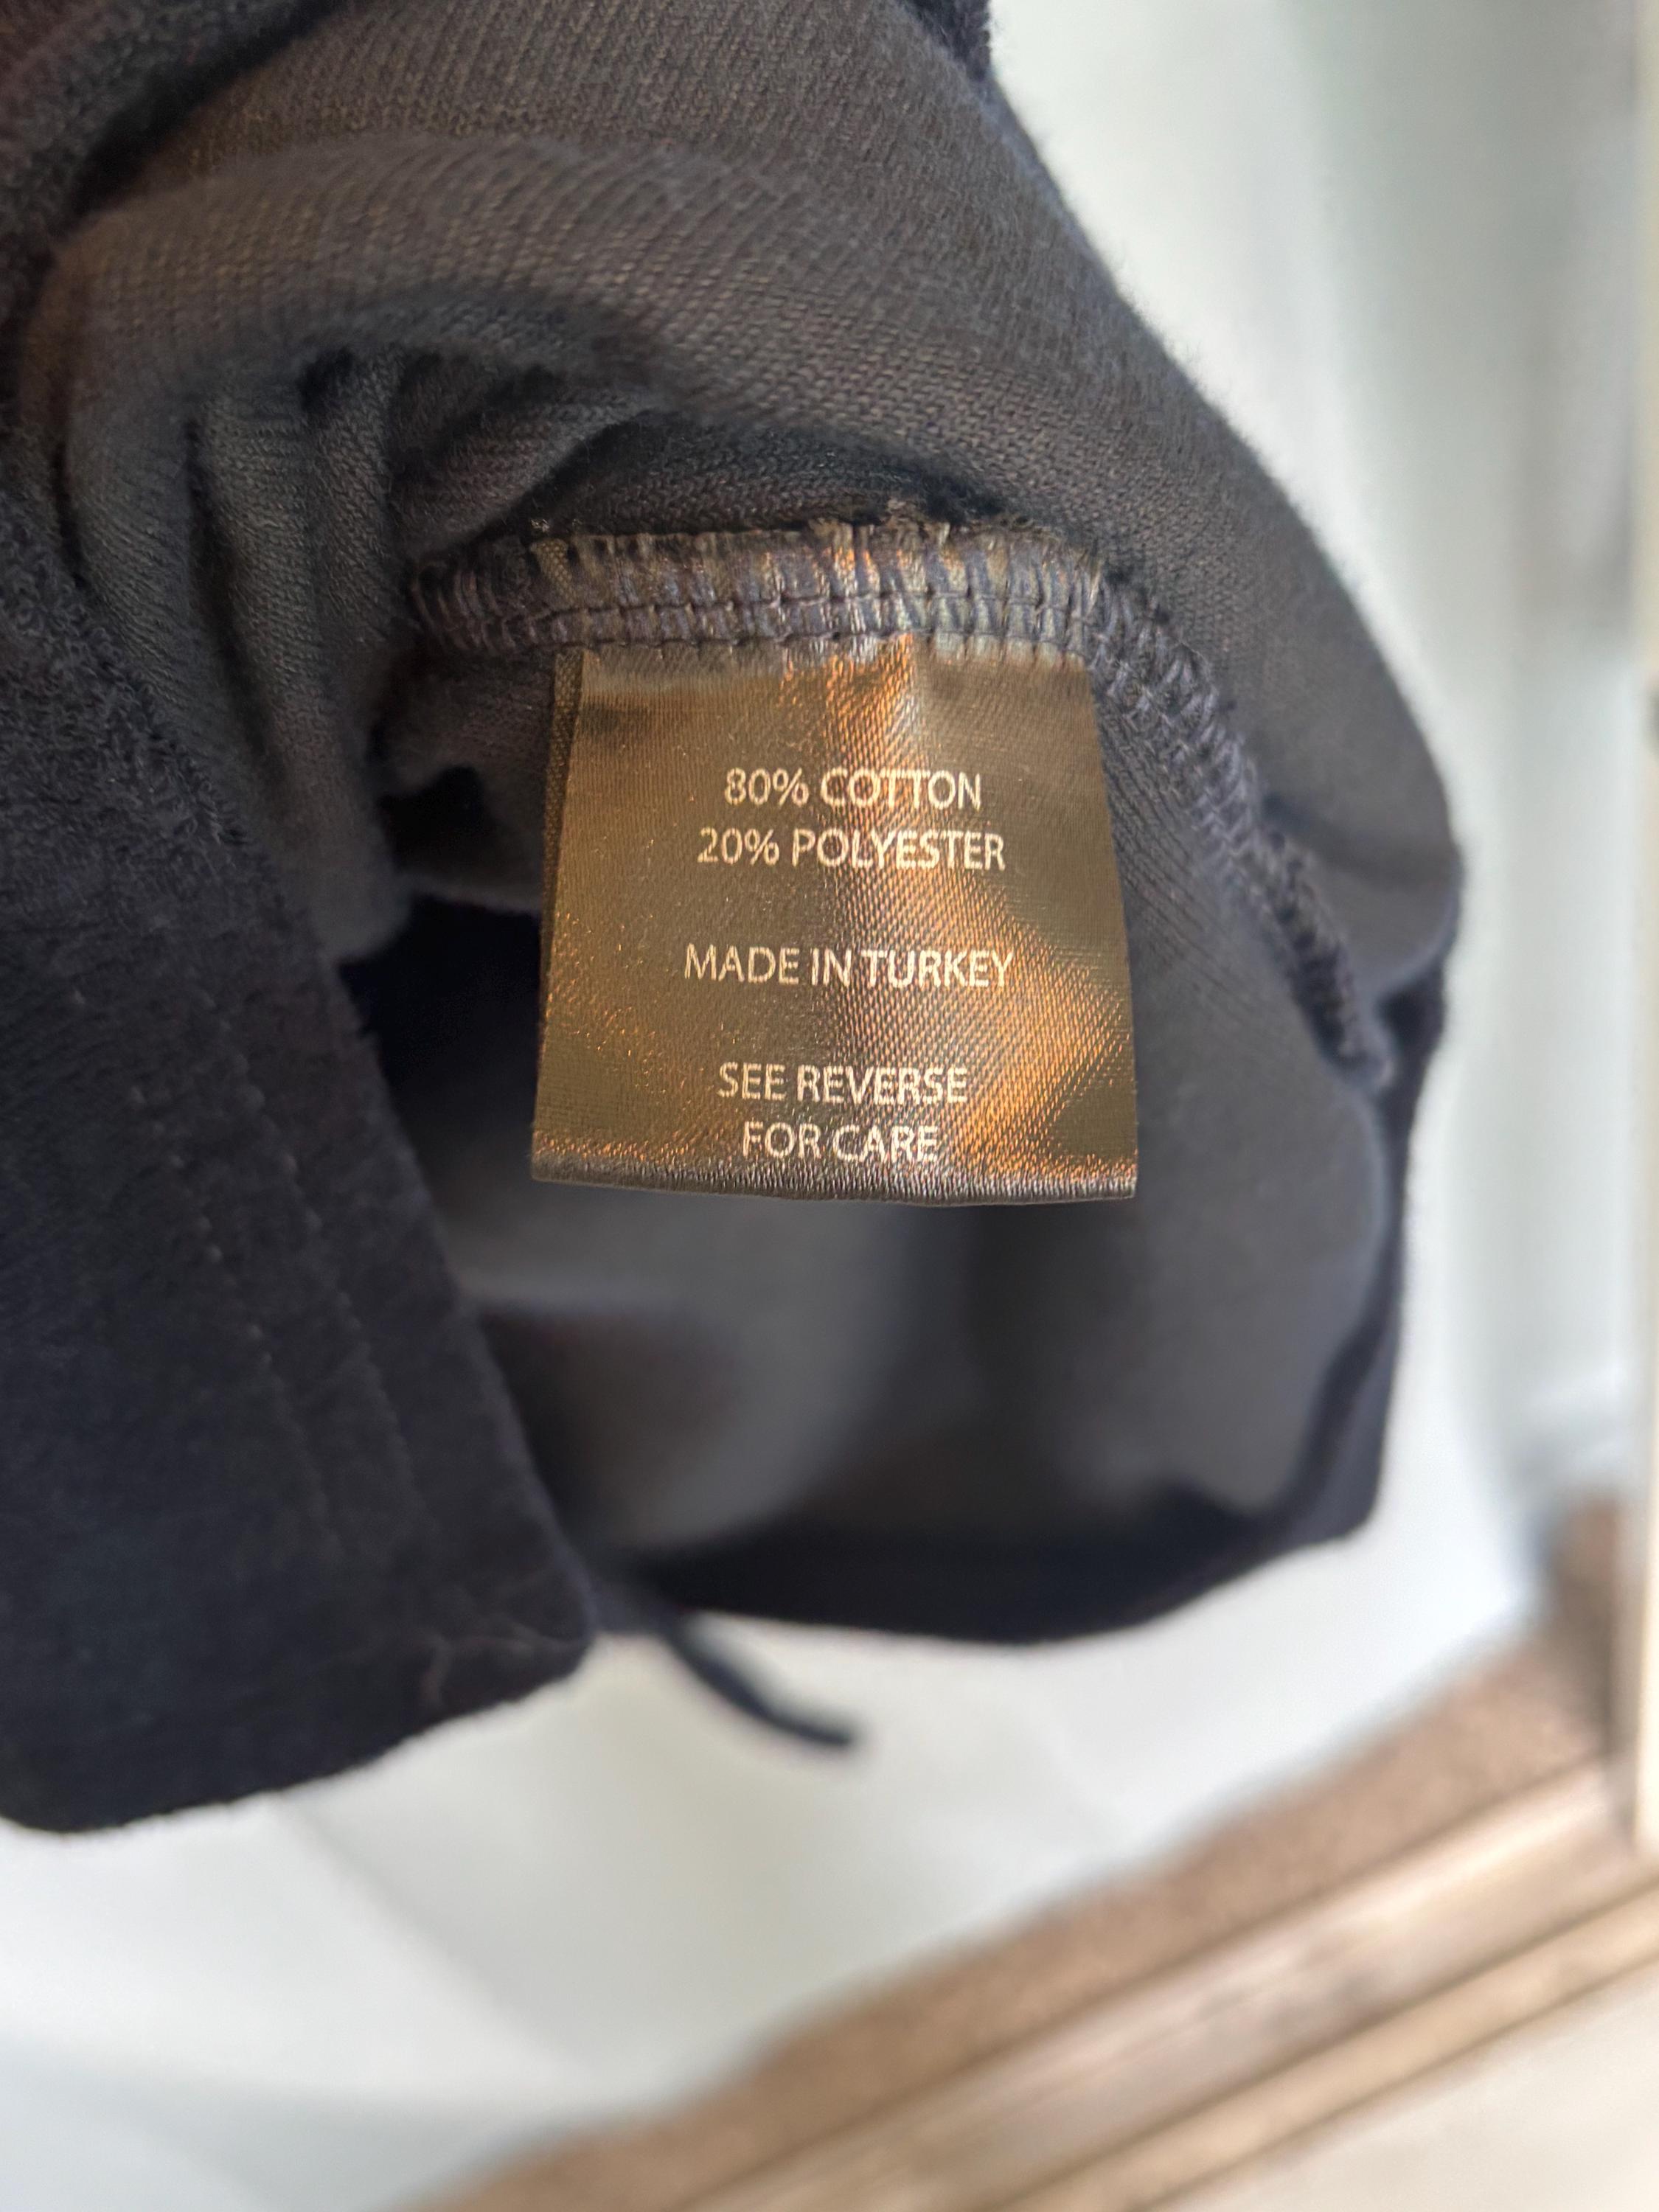 80% COTTON
20% POLYESTER
MADE IN TURKEY
SEE REVERSE
FOR CARE